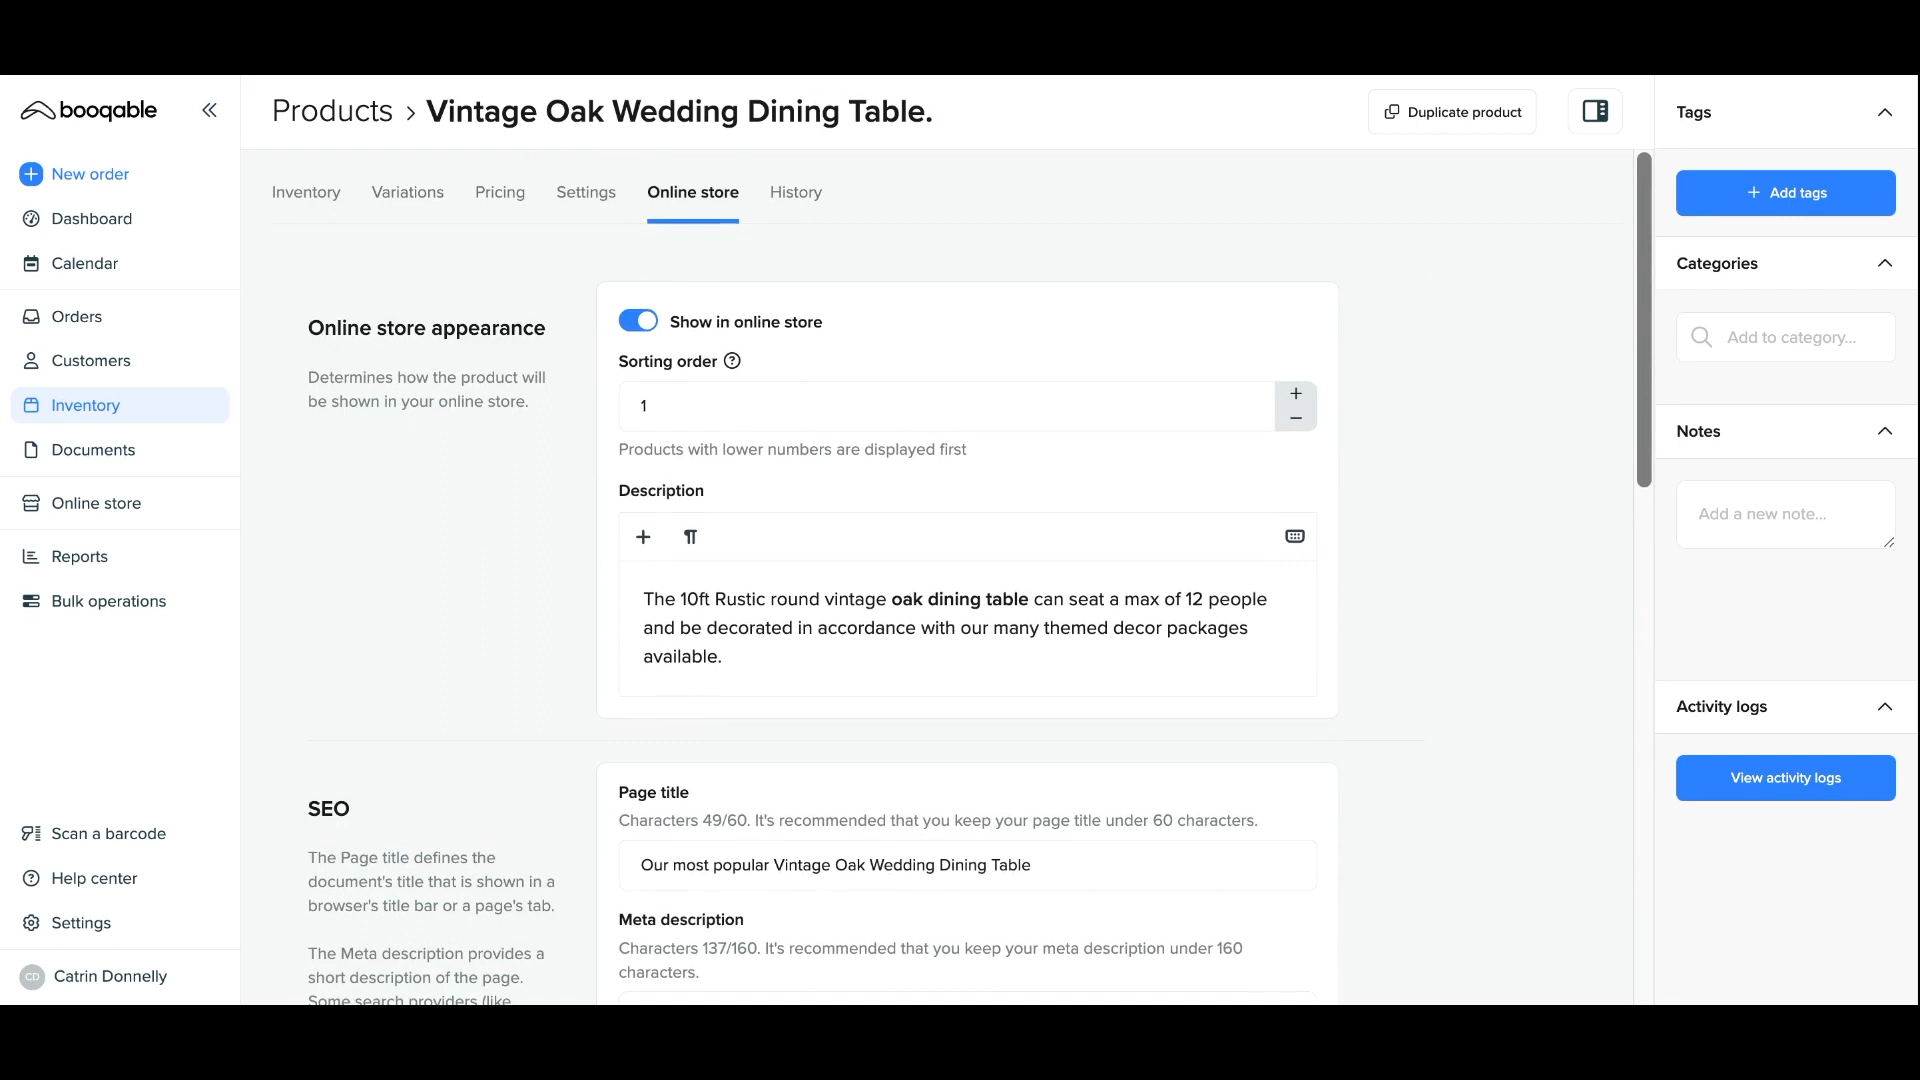 booqable
New order
Dashboard
Calendar
Orders
Customers
Inventory
Documents
Online store
Reports
Bulk operations
Scan a barcode
Help center
Settings
CD Catrin Donnelly
Products › Vintage Oak Wedding Dining Table.
Duplicate product
Inventory Variations Pricing Settings Online store History
Online store appearance
Determines how the product will
be shown in your online store.
Show in online store
Sorting order ?
1
+
−
Products with lower numbers are displayed first
Description
+ ¶
The 10ft Rustic round vintage oak dining table can seat a max of 12 people
and be decorated in accordance with our many themed decor packages
available.
SEO
The Page title defines the
document's title that is shown in a
browser's title bar or a page's tab.
The Meta description provides a
short description of the page.
Some search providers (like
Page title
Characters 49/60. It's recommended that you keep your page title under 60 characters.
Our most popular Vintage Oak Wedding Dining Table
Meta description
Characters 137/160. It's recommended that you keep your meta description under 160
characters.
Tags
+ Add tags
Categories
Add to category...
Notes
Add a new note...
Activity logs
View activity logs